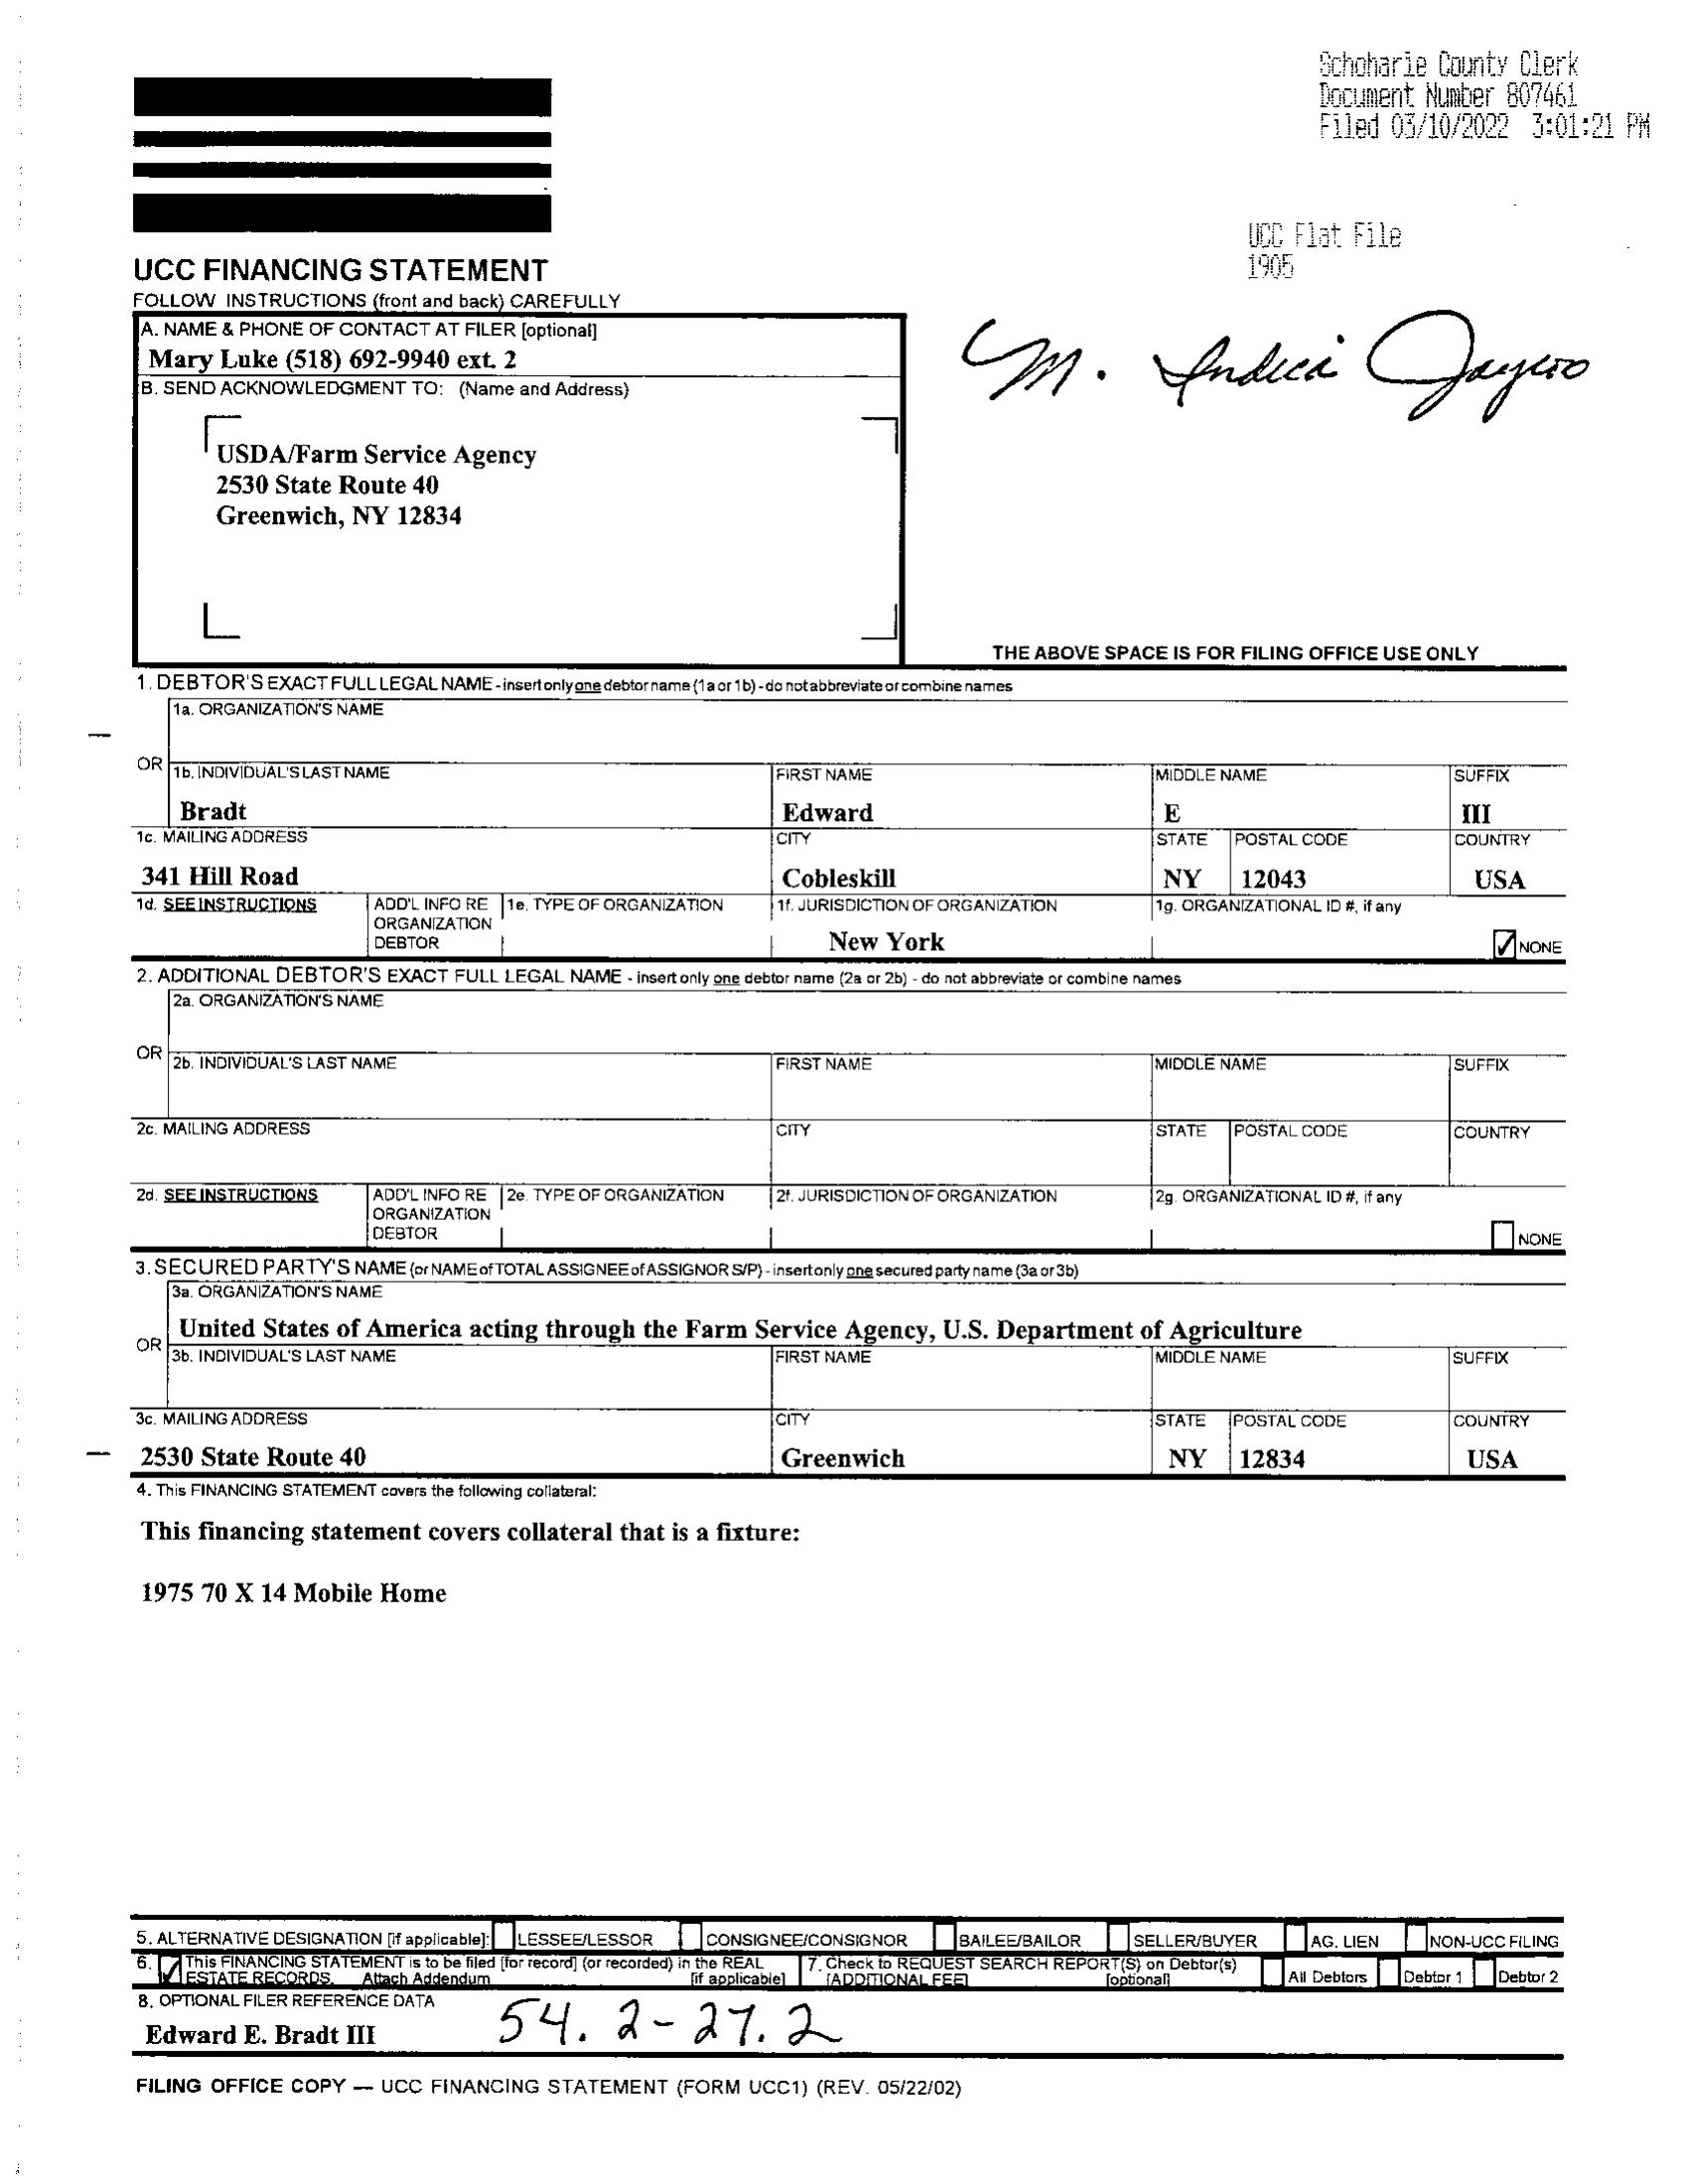 Schoharie County Clerk
Document Number 807461
Filed 03/10/2022 3:01:21 PM
UCC Flat File
1905
UCC FINANCING STATEMENT
FOLLOW INSTRUCTIONS (front and back) CAREFULLY
A. NAME & PHONE OF CONTACT AT FILER [optional]
Mary Luke (518) 692-9940 ext. 2
B. SEND ACKNOWLEDGMENT TO: (Name and Address)
M. Indica Jaycro
USDA/Farm Service Agency
2530 State Route 40
Greenwich, NY 12834
THE ABOVE SPACE IS FOR FILING OFFICE USE ONLY
1. DEBTOR'S EXACT FULL LEGAL NAME - insert only one debtor name (1a or 1b) - do not abbreviate or combine names
1a. ORGANIZATION'S NAME
OR
1b. INDIVIDUAL'S LAST NAME FIRST NAME MIDDLE NAME SUFFIX
Bradt Edward E III
1c. MAILING ADDRESS CITY STATE POSTAL CODE COUNTRY
341 Hill Road Cobleskill NY 12043 USA
1d. SEE INSTRUCTIONS ADD'L INFO RE 1e. TYPE OF ORGANIZATION 1f. JURISDICTION OF ORGANIZATION 1g. ORGANIZATIONAL ID #, if any
ORGANIZATION
DEBTOR New York NONE
2. ADDITIONAL DEBTOR'S EXACT FULL LEGAL NAME - insert only one debtor name (2a or 2b) - do not abbreviate or combine names
2a. ORGANIZATION'S NAME
OR
2b. INDIVIDUAL'S LAST NAME FIRST NAME MIDDLE NAME SUFFIX
2c. MAILING ADDRESS CITY STATE POSTAL CODE COUNTRY
2d. SEE INSTRUCTIONS ADD'L INFO RE 2e. TYPE OF ORGANIZATION 2f. JURISDICTION OF ORGANIZATION 2g. ORGANIZATIONAL ID #, if any
ORGANIZATION
DEBTOR NONE
3. SECURED PARTY'S NAME (or NAME of TOTAL ASSIGNEE of ASSIGNOR S/P) - insert only one secured party name (3a or 3b)
3a. ORGANIZATION'S NAME
United States of America acting through the Farm Service Agency, U.S. Department of Agriculture
OR
3b. INDIVIDUAL'S LAST NAME FIRST NAME MIDDLE NAME SUFFIX
3c. MAILING ADDRESS CITY STATE POSTAL CODE COUNTRY
2530 State Route 40 Greenwich NY 12834 USA
4. This FINANCING STATEMENT covers the following collateral:
This financing statement covers collateral that is a fixture:
1975 70 X 14 Mobile Home
5. ALTERNATIVE DESIGNATION [if applicable]: LESSEE/LESSOR CONSIGNEE/CONSIGNOR BAILEE/BAILOR SELLER/BUYER AG. LIEN NON-UCC FILING
6. This FINANCING STATEMENT is to be filed [for record] (or recorded) in the REAL 7. Check to REQUEST SEARCH REPORT(S) on Debtor(s)
ESTATE RECORDS. Attach Addendum [if applicable] [ADDITIONAL FEE] [optional] All Debtors Debtor 1 Debtor 2
8. OPTIONAL FILER REFERENCE DATA
Edward E. Bradt III 54.2-27.2
FILING OFFICE COPY — UCC FINANCING STATEMENT (FORM UCC1) (REV. 05/22/02)